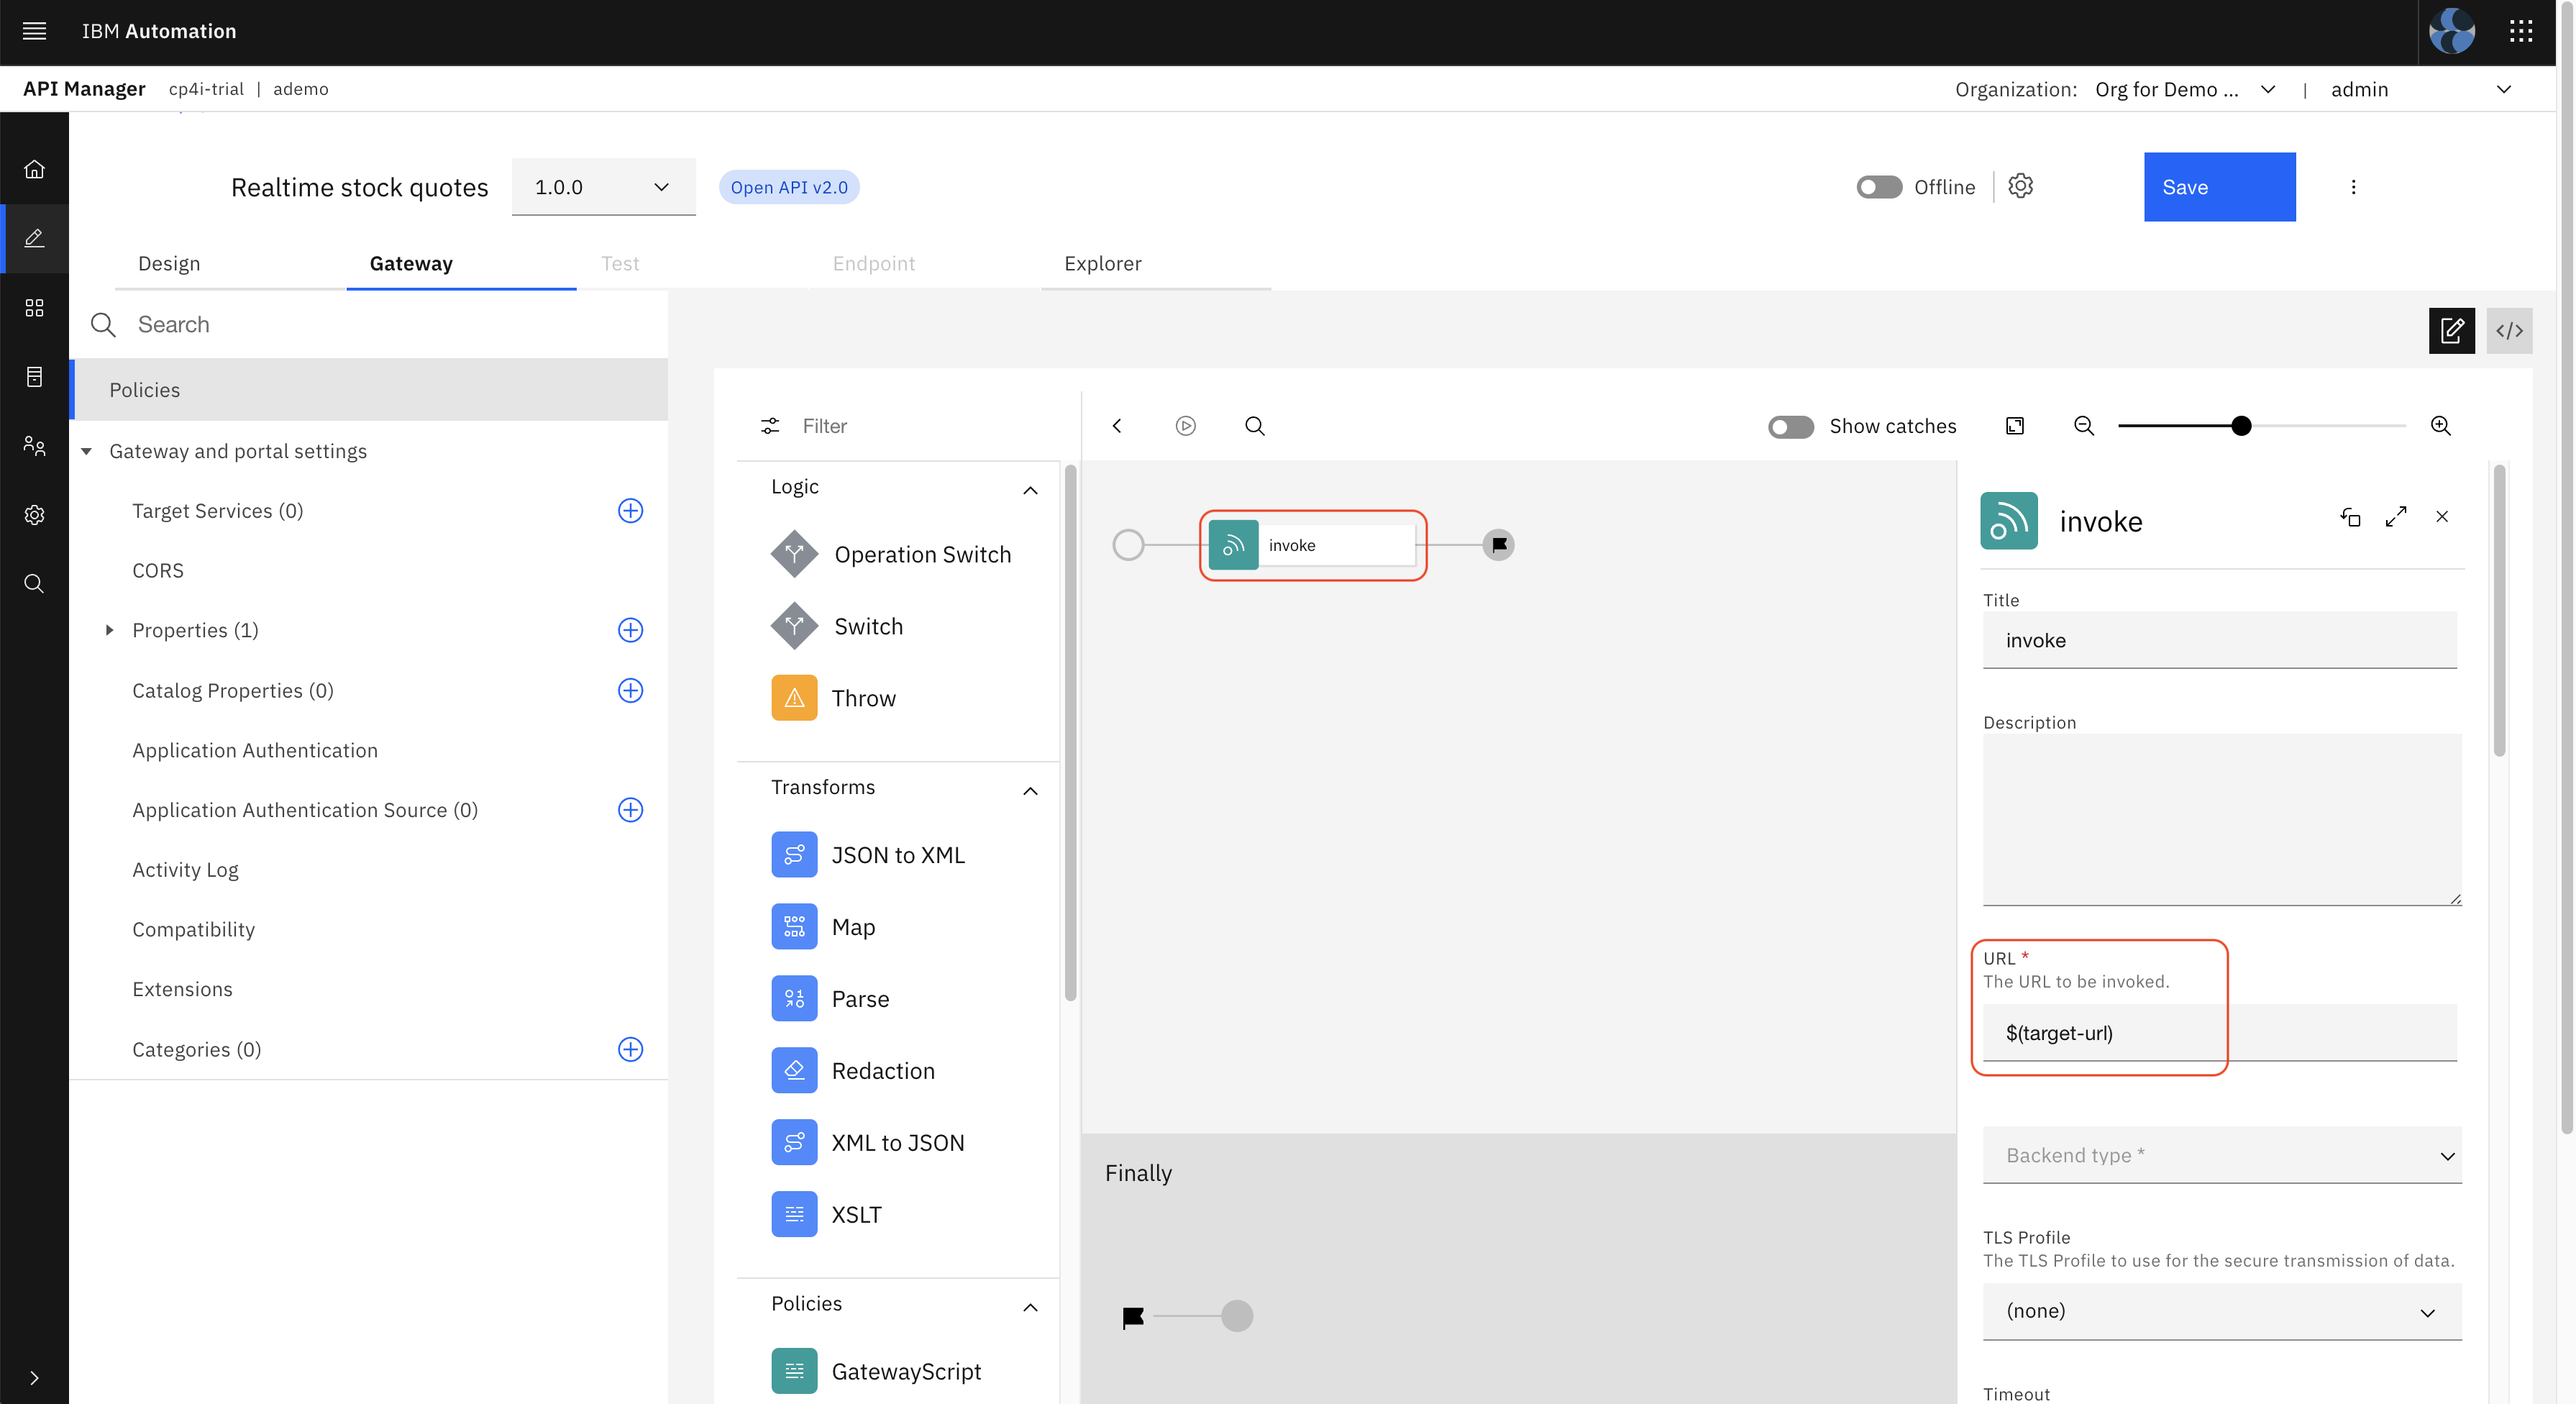 IBM Automation
API Manager cp4i-trial | ademo Organization: Org for Demo ... | admin
Realtime stock quotes 1.0.0 Open API v2.0 Offline Save
Design Gateway Test Endpoint Explorer
Search
Policies
Gateway and portal settings
Target Services (0)
CORS
Properties (1)
Catalog Properties (0)
Application Authentication
Application Authentication Source (0)
Activity Log
Compatibility
Extensions
Categories (0)
Filter
Logic
Operation Switch
Switch
Throw
Transforms
JSON to XML
Map
Parse
Redaction
XML to JSON
XSLT
Policies
GatewayScript
Show catches
invoke
Finally
invoke
Title
invoke
Description
URL *
The URL to be invoked.
$(target-url)
Backend type *
TLS Profile
The TLS Profile to use for the secure transmission of data.
(none)
Timeout